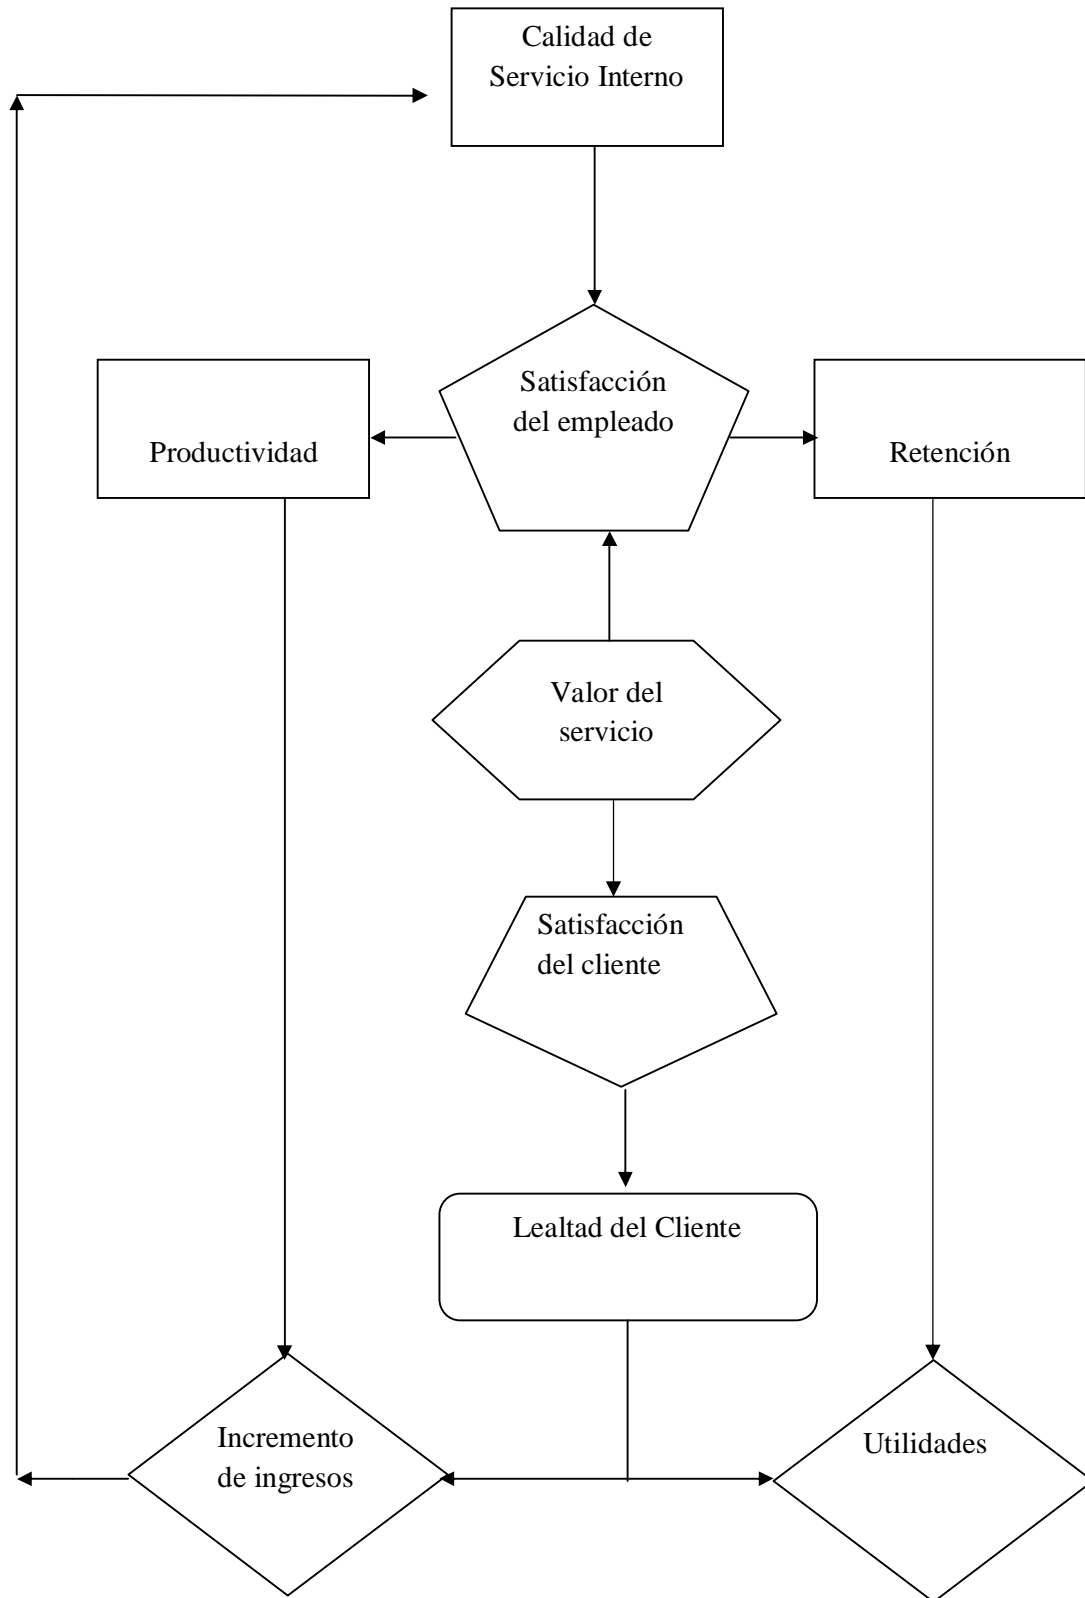 Calidad de
Servicio Interno
Satisfacción
del empleado
Productividad
Retención
Valor del
servicio
Satisfacción
del cliente
Lealtad del Cliente
Incremento
de ingresos
Utilidades